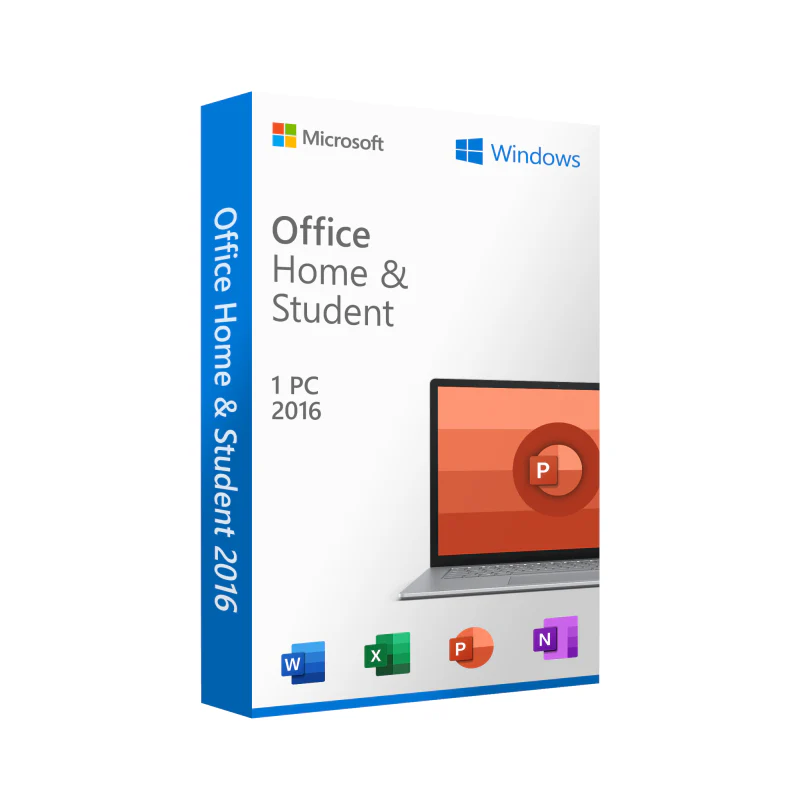 Microsoft
Windows
Office
Home &
Student
1 PC
2016
P
W
X
P
N
Office Home & Student 2016